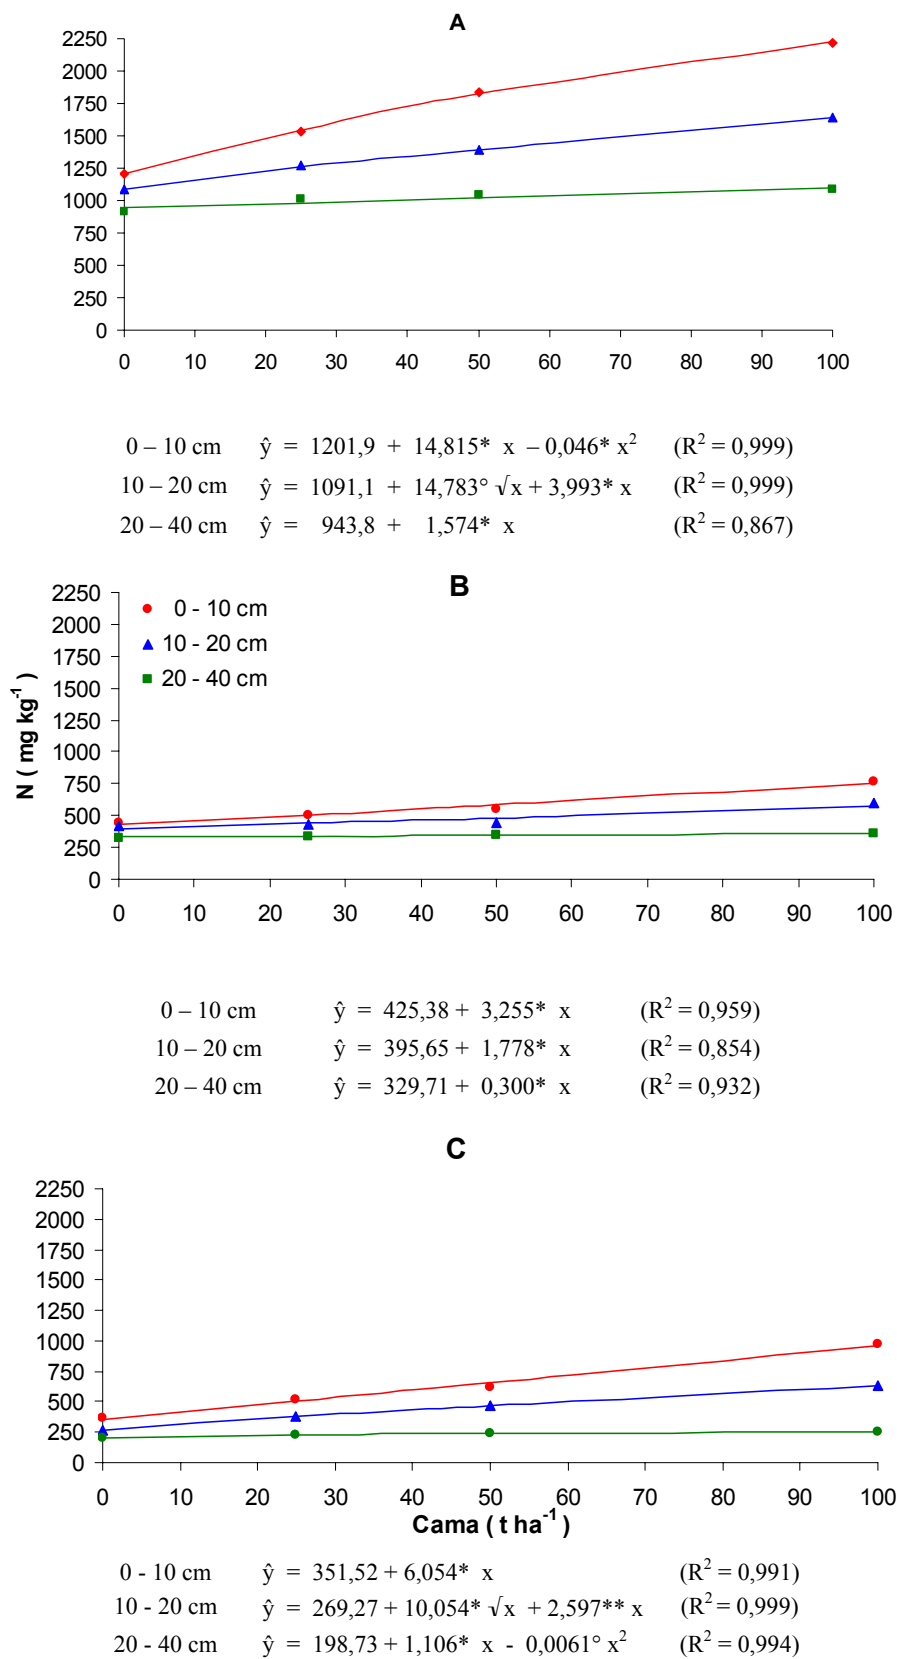 A
2250
2000
1750
1500
1250
1000
750
500
250
0
0 10 20 30 40 50 60 70 80 90 100
0 – 10 cm ŷ = 1201,9 + 14,815* x – 0,046* x² (R² = 0,999)
10 – 20 cm ŷ = 1091,1 + 14,783° √x + 3,993* x (R² = 0,999)
20 – 40 cm ŷ = 943,8 + 1,574* x (R² = 0,867)
B
2250
2000
1750
1500
1250
1000
750
500
250
0
0 - 10 cm
10 - 20 cm
20 - 40 cm
N ( mg kg⁻¹ )
0 10 20 30 40 50 60 70 80 90 100
0 – 10 cm ŷ = 425,38 + 3,255* x (R² = 0,959)
10 – 20 cm ŷ = 395,65 + 1,778* x (R² = 0,854)
20 – 40 cm ŷ = 329,71 + 0,300* x (R² = 0,932)
C
2250
2000
1750
1500
1250
1000
750
500
250
0
0 10 20 30 40 50 60 70 80 90 100
Cama ( t ha⁻¹ )
0 - 10 cm ŷ = 351,52 + 6,054* x (R² = 0,991)
10 - 20 cm ŷ = 269,27 + 10,054* √x + 2,597** x (R² = 0,999)
20 - 40 cm ŷ = 198,73 + 1,106* x - 0,0061° x² (R² = 0,994)